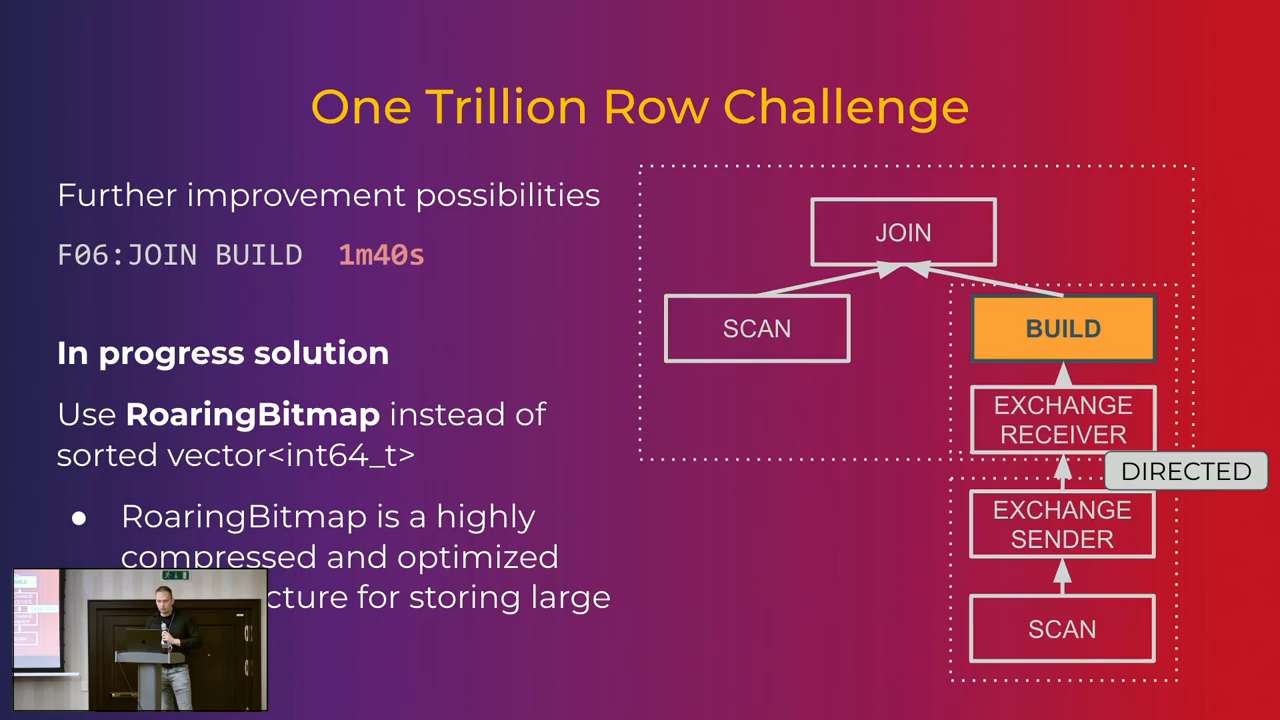 One Trillion Row Challenge
Further improvement possibilities
F06:JOIN BUILD 1m40s
In progress solution
Use RoaringBitmap instead of
sorted vector<int64_t>
● RoaringBitmap is a highly
compressed and optimized
cture for storing large
JOIN
SCAN
BUILD
EXCHANGE
RECEIVER
DIRECTED
EXCHANGE
SENDER
SCAN